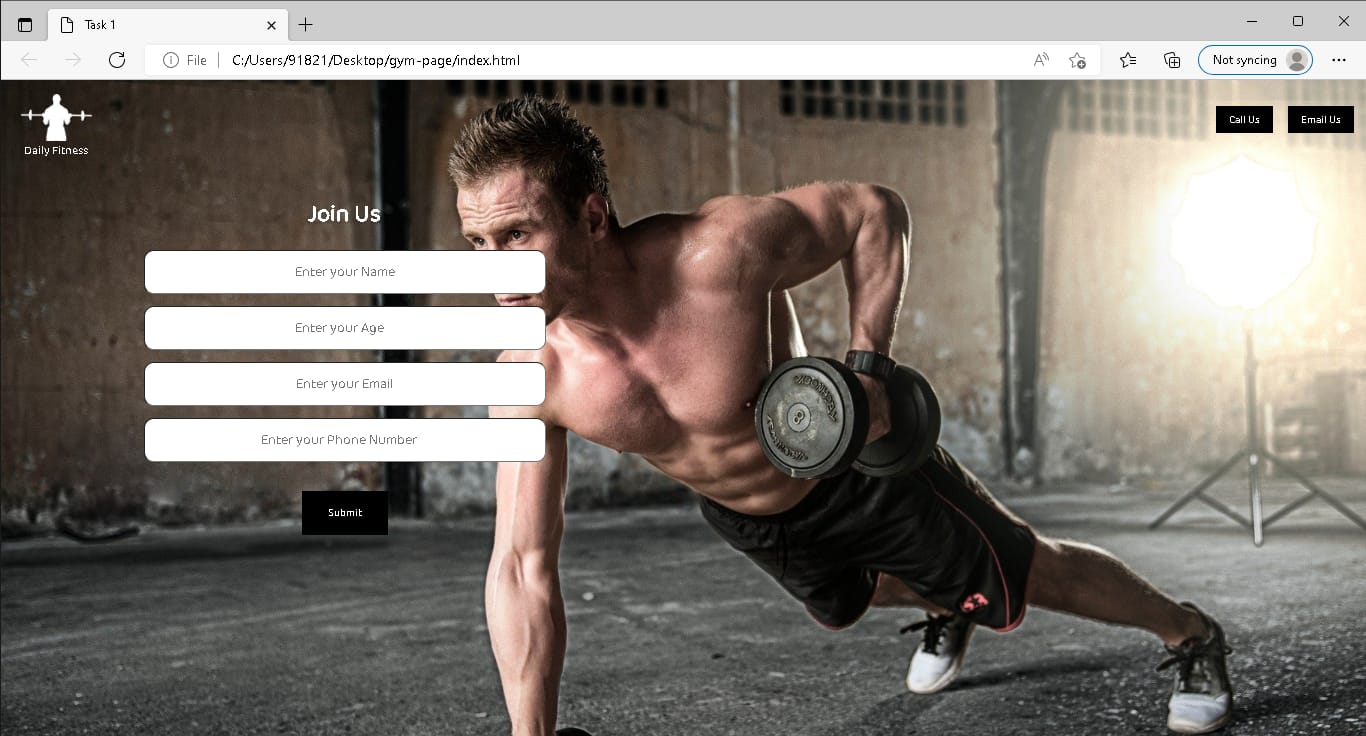 Task 1
File
C:/Users/91821/Desktop/gym-page/index.html
Not syncing
Daily Fitness
Call Us
Email Us
Join Us
Enter your Name
Enter your Age
Enter your Email
Enter your Phone Number
Submit
8